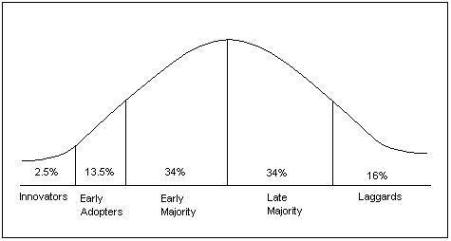 2.5% 13.5% 34% 34% 16%
Innovators Early Adopters Early Majority Late Majority Laggards